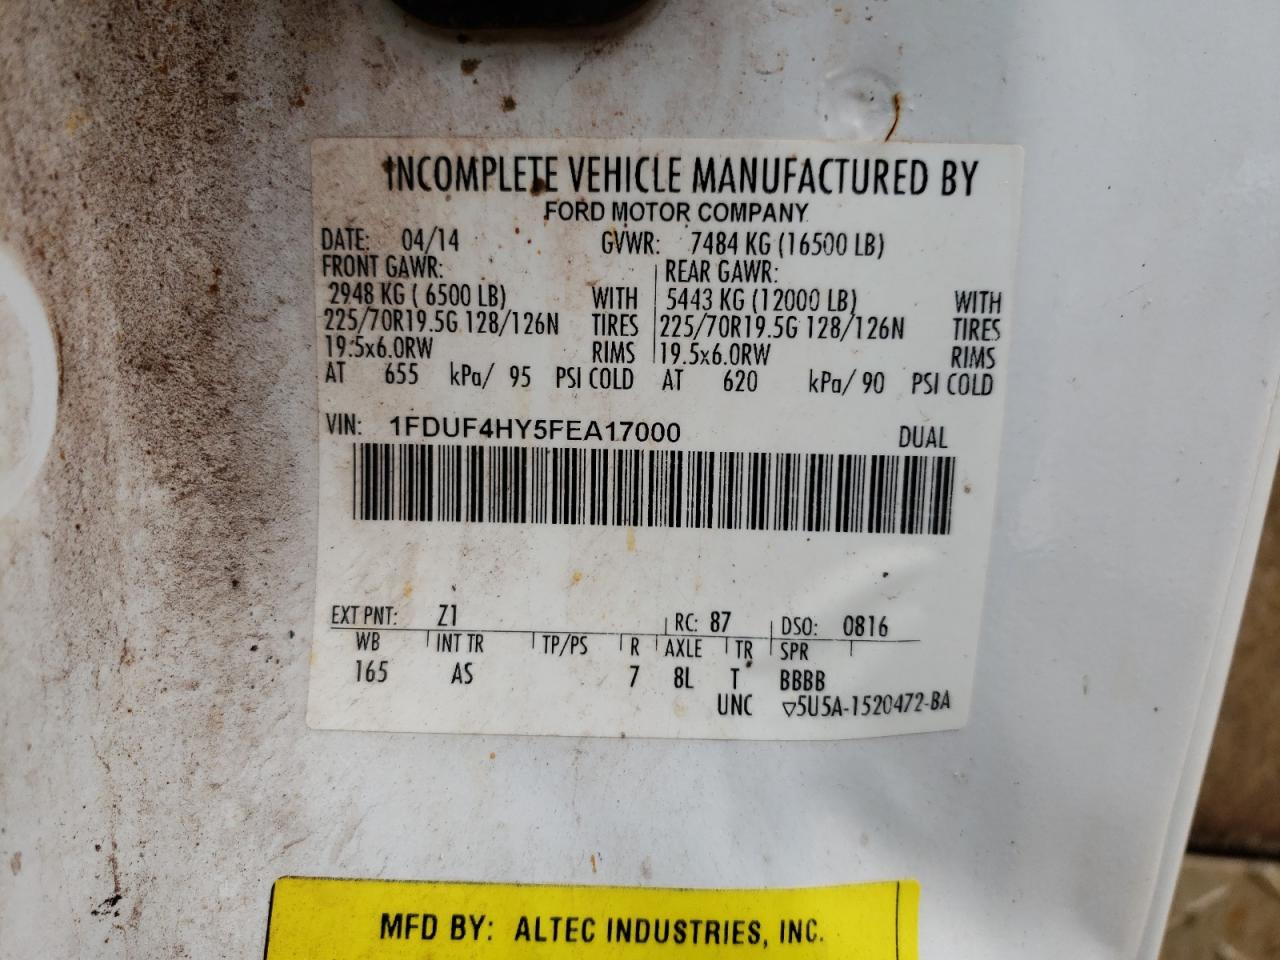 INCOMPLETE VEHICLE MANUFACTURED BY
FORD MOTOR COMPANY
DATE: 04/14 GVWR: 7484 KG (16500 LB)
FRONT GAWR: REAR GAWR:
2948 KG ( 6500 LB) WITH 5443 KG (12000 LB) WITH
225/70R19.5G 128/126N TIRES 225/70R19.5G 128/126N TIRES
19.5x6.0RW RIMS 19.5x6.0RW RIMS
AT 655 kPa/ 95 PSI COLD AT 620 kPa/ 90 PSI COLD
VIN: 1FDUF4HY5FEA17000 DUAL
EXT PNT: Z1 RC: 87 DSO: 0816
WB INT TR TP/PS R AXLE TR SPR
165 AS 7 8L T BBBB
UNC ▽5U5A-1520472-BA
MFD BY: ALTEC INDUSTRIES, INC.